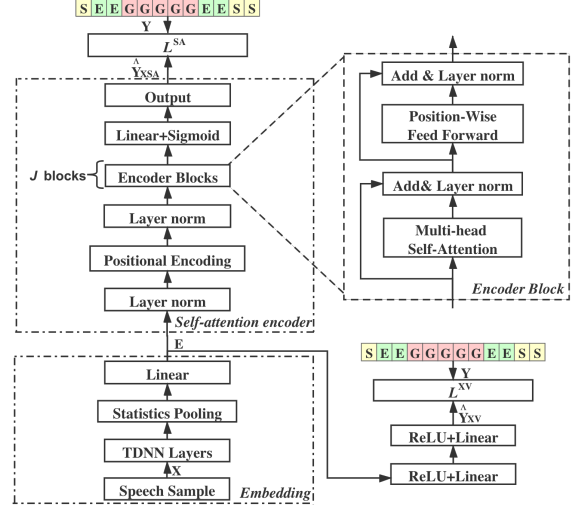 S E E G G G G G E E S S
Y
L^SA
^
Y_XSA
Output
Linear+Sigmoid
J blocks
Encoder Blocks
Layer norm
Positional Encoding
Layer norm
Self-attention encoder
E
Linear
Statistics Pooling
TDNN Layers
X
Speech Sample
Embedding
Add & Layer norm
Position-Wise
Feed Forward
Add& Layer norm
Multi-head
Self-Attention
Encoder Block
S E E G G G G G E E S S
Y
L^XV
^
Y_XV
ReLU+Linear
ReLU+Linear